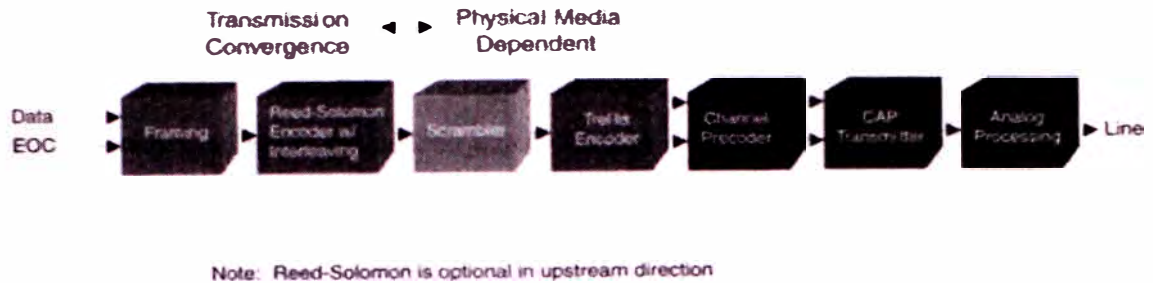 Transmission
Convergence
Physical Media
Dependent
Data
EOC
Framing
Reed-Solomon
Encoder w/
Interleaving
Scrambler
Trellis
Encoder
Channel
Precoder
CAP
Transmitter
Analog
Processing
Line
Note: Reed-Solomon is optional in upstream direction